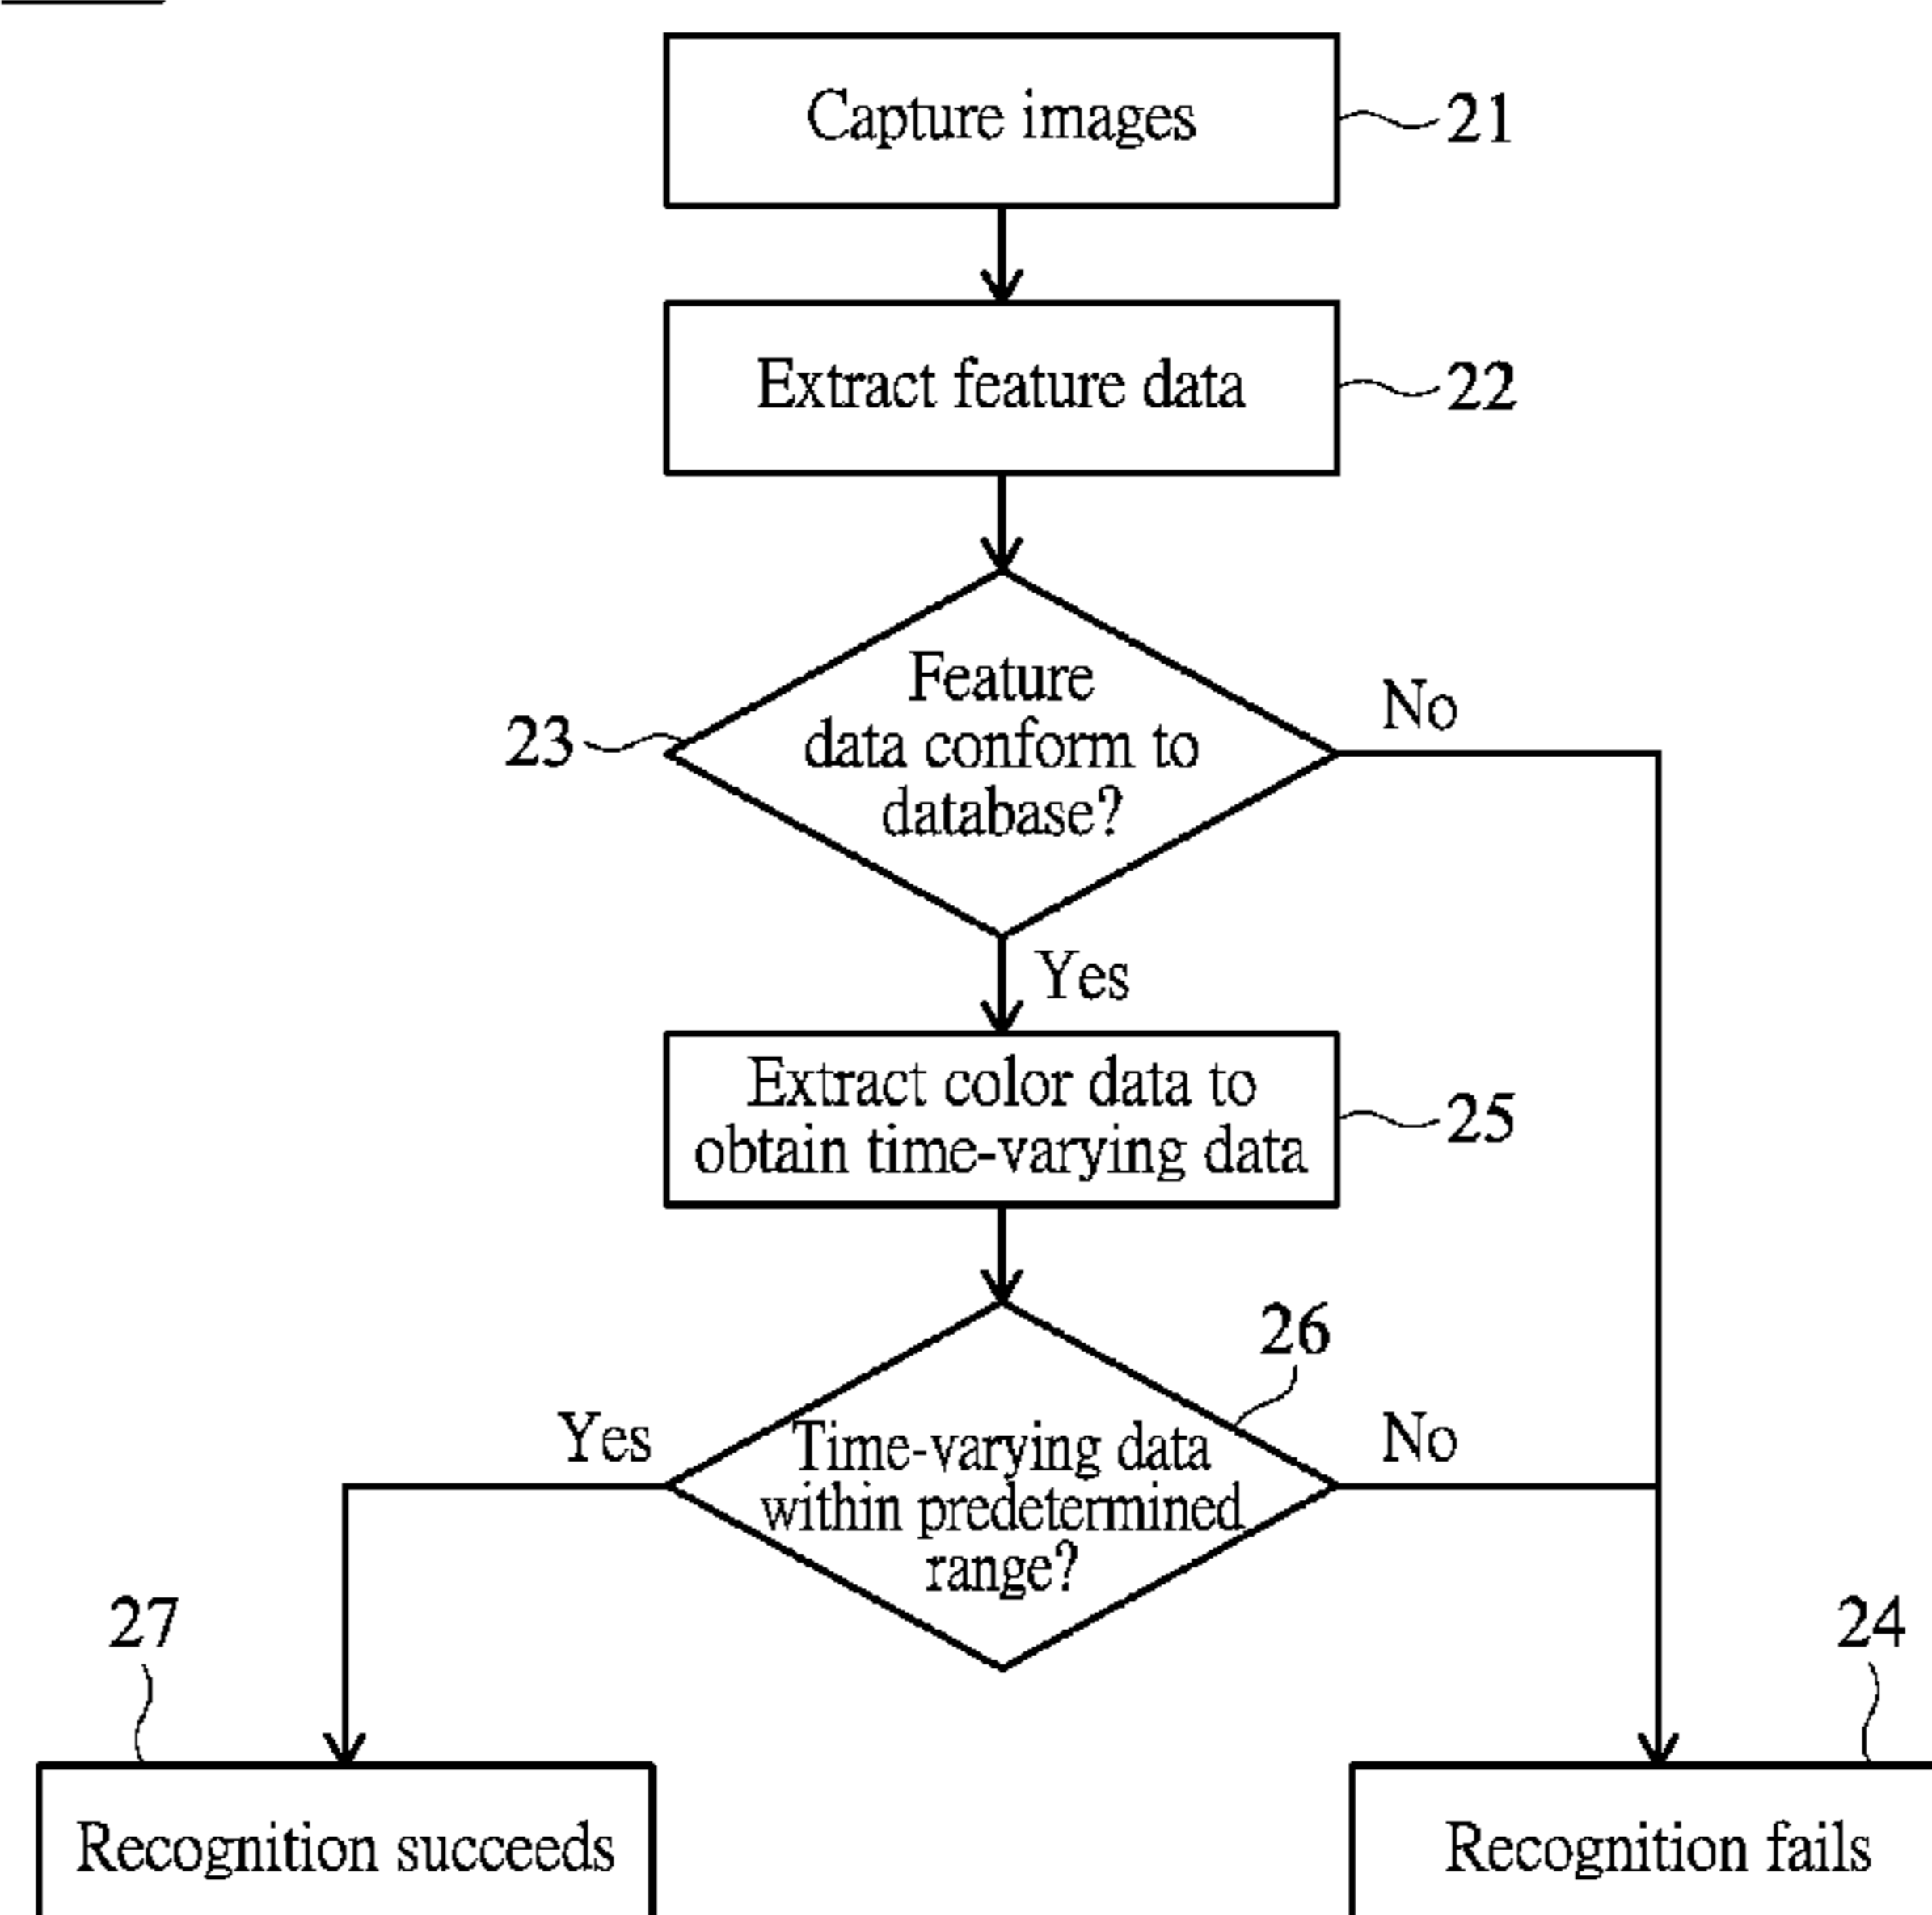 Capture images
21
Extract feature data
22
Feature
data conform to
database?
23
No
Yes
Extract color data to
obtain time-varying data
25
26
Time-varying data
within predetermined
range?
Yes
No
27
24
Recognition succeeds
Recognition fails